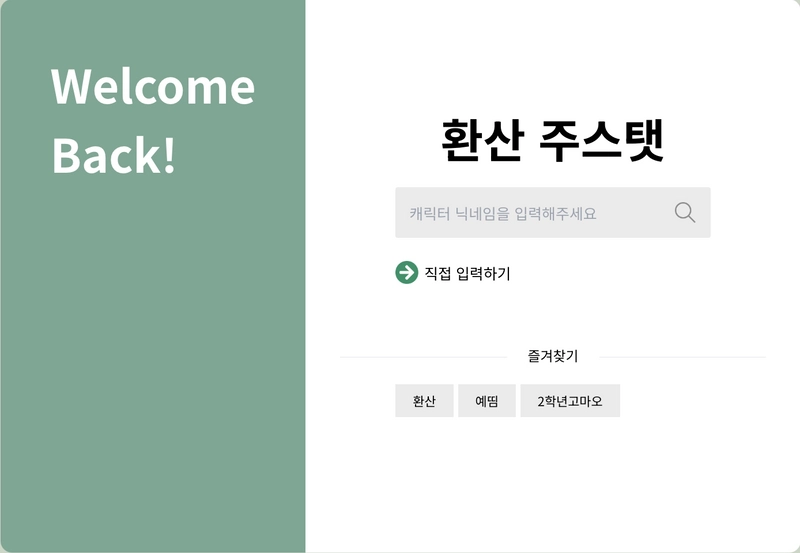 Welcome
Back!
환산 주스탯
캐릭터 닉네임을 입력해주세요
직접 입력하기
즐겨찾기
환산
예띰
2학년고마오